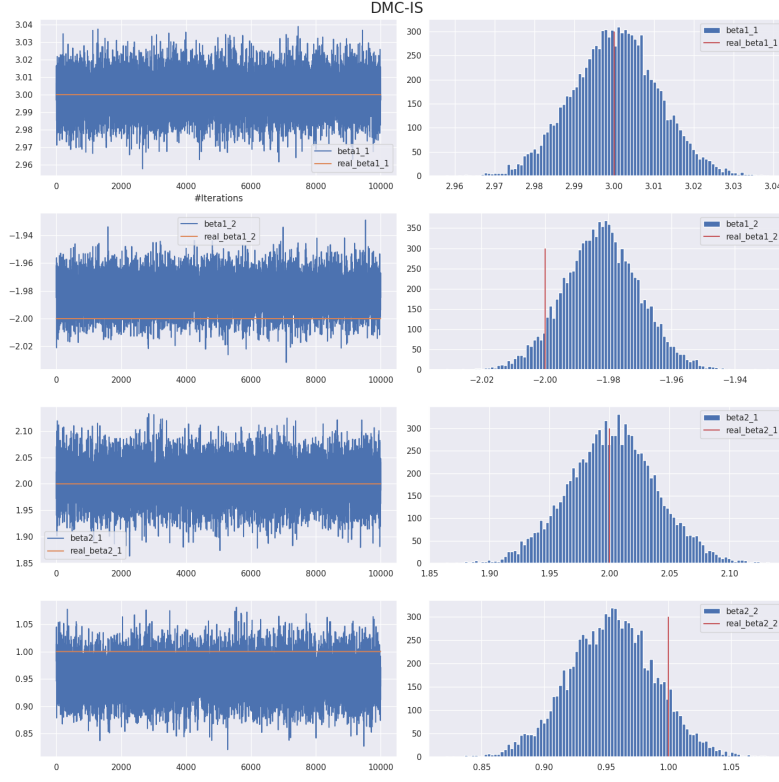 DMC-IS
3.04
3.03
3.02
3.01
3.00
2.99
2.98
2.97
2.96
beta1_1
real_beta1_1
0 2000 4000 6000 8000 10000
#Iterations
300
250
200
150
100
50
0
beta1_1
real_beta1_1
2.96 2.97 2.98 2.99 3.00 3.01 3.02 3.03 3.04
−1.94
−1.96
−1.98
−2.00
−2.02
beta1_2
real_beta1_2
0 2000 4000 6000 8000 10000
350
300
250
200
150
100
50
0
beta1_2
real_beta1_2
−2.02 −2.00 −1.98 −1.96 −1.94
2.10
2.05
2.00
1.95
1.90
1.85
beta2_1
real_beta2_1
0 2000 4000 6000 8000 10000
300
250
200
150
100
50
0
beta2_1
real_beta2_1
1.85 1.90 1.95 2.00 2.05 2.10
1.05
1.00
0.95
0.90
0.85
0 2000 4000 6000 8000 10000
300
250
200
150
100
50
0
beta2_2
real_beta2_2
0.85 0.90 0.95 1.00 1.05